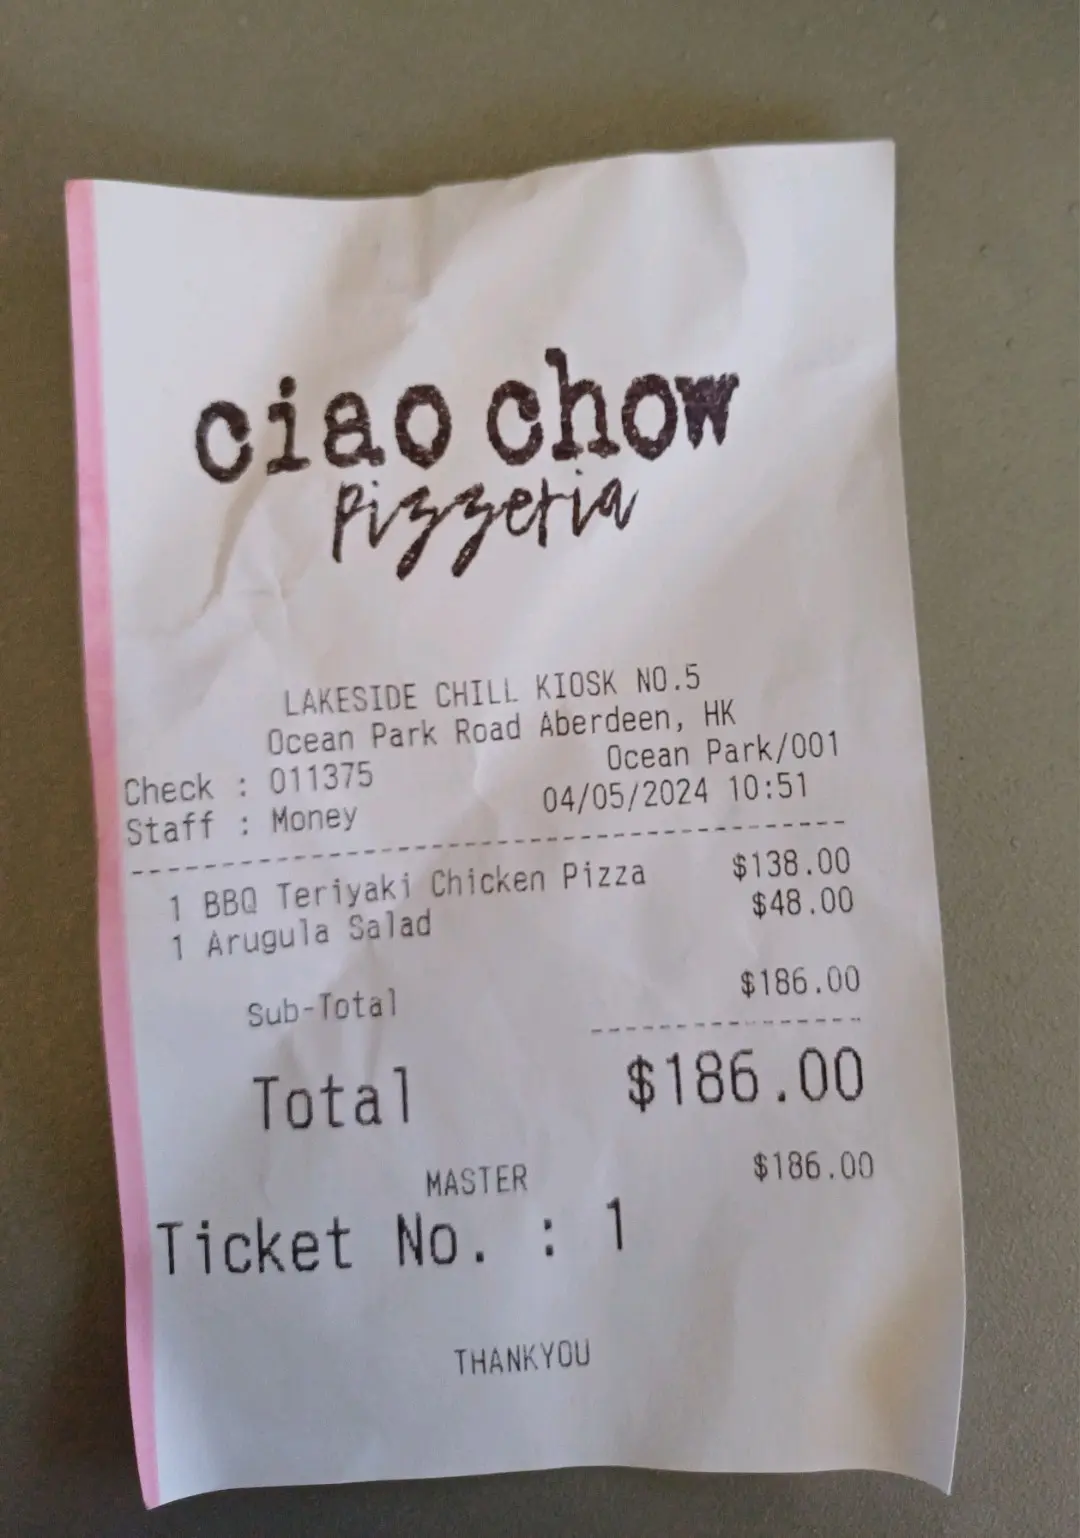 ciao chow
pizzeria
LAKESIDE CHILL KIOSK NO.5
Ocean Park Road Aberdeen, HK
Ocean Park/001
Check : 011375
04/05/2024 10:51
Staff : Money
1 BBQ Teriyaki Chicken Pizza $138.00
1 Arugula Salad $48.00
Sub-Total $186.00
Total $186.00
MASTER $186.00
Ticket No. : 1
THANKYOU